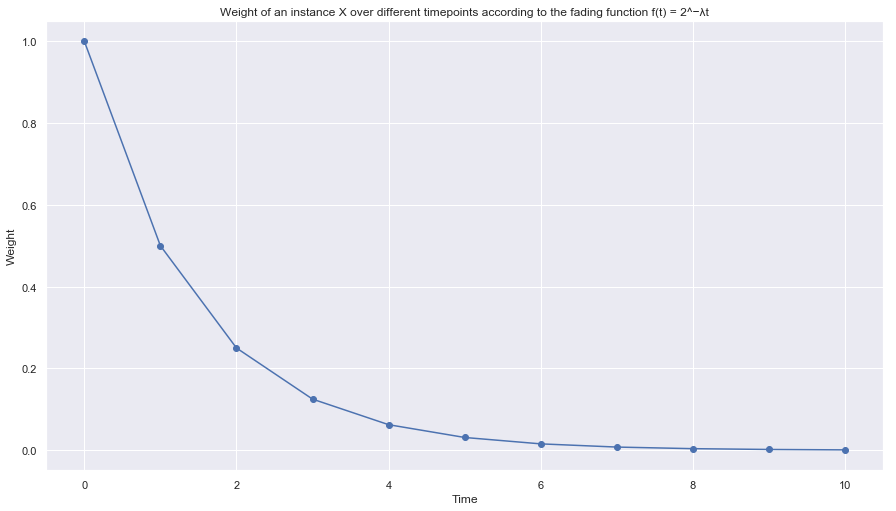 Weight of an instance X over different timepoints according to the fading function f(t) = 2^−λt
1.0
0.8
0.6
0.4
0.2
0.0
Weight
0 2 4 6 8 10
Time